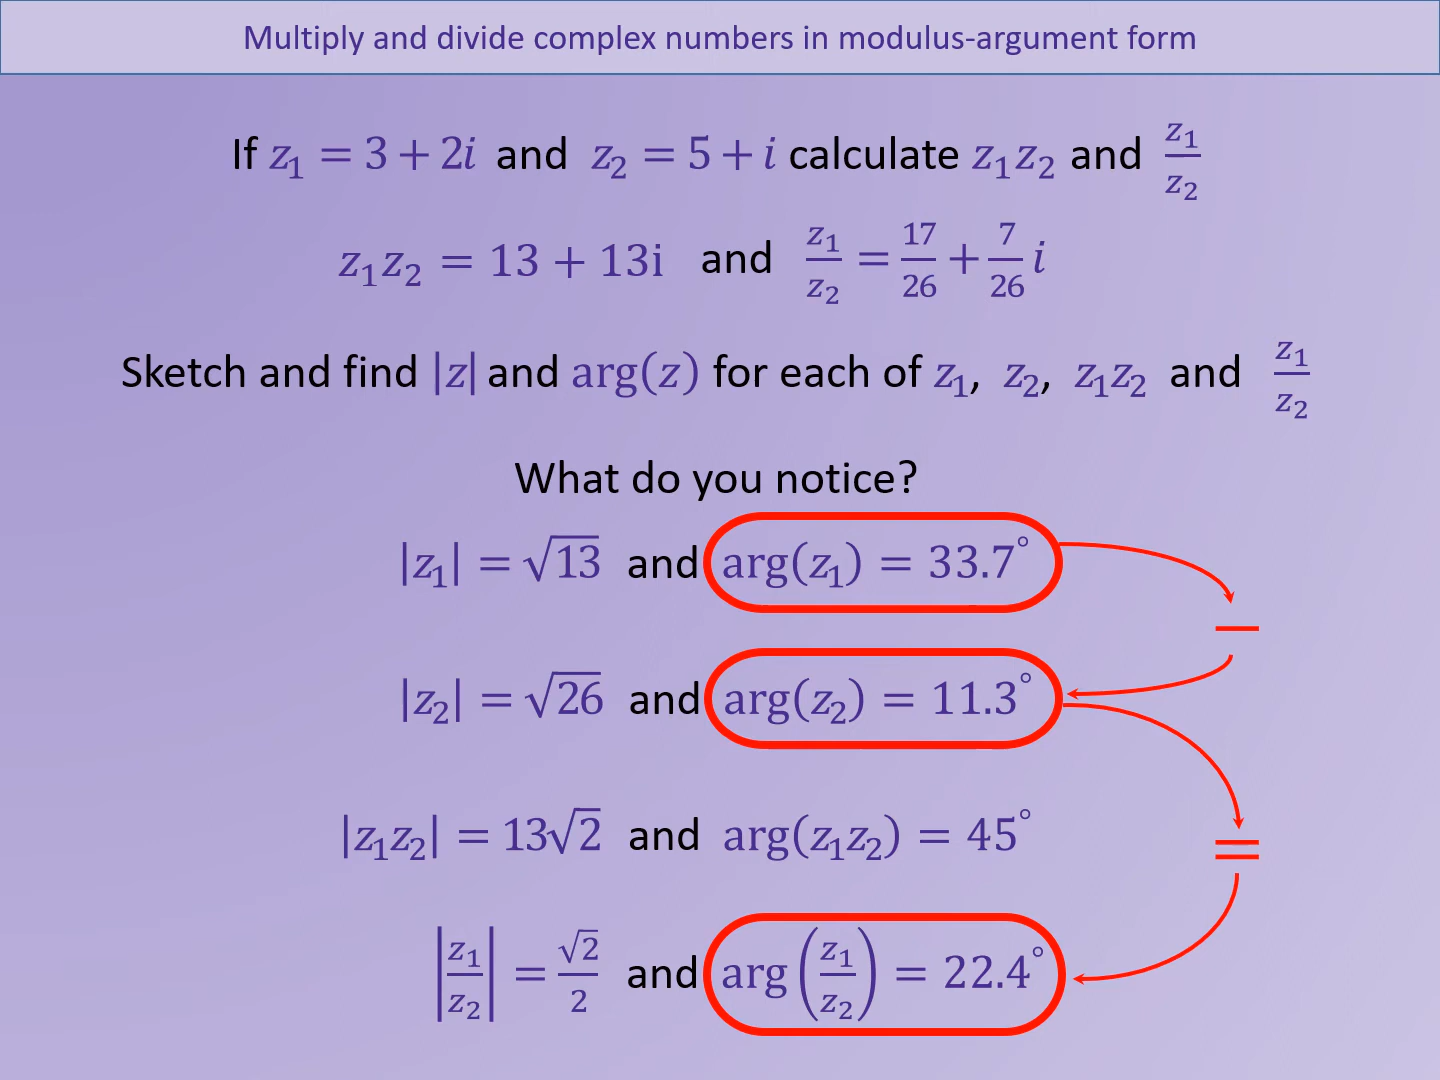 Multiply and divide complex numbers in modulus-argument form
If z₁ = 3 + 2i and z₂ = 5 + i calculate z₁z₂ and z₁/z₂
z₁z₂ = 13 + 13i and z₁/z₂ = 17/26 + 7/26 i
Sketch and find |z| and arg(z) for each of z₁, z₂, z₁z₂ and z₁/z₂
What do you notice?
|z₁| = √13 and arg(z₁) = 33.7°
−
|z₂| = √26 and arg(z₂) = 11.3°
|z₁z₂| = 13√2 and arg(z₁z₂) = 45°
=
|z₁/z₂| = √2/2 and arg(z₁/z₂) = 22.4°